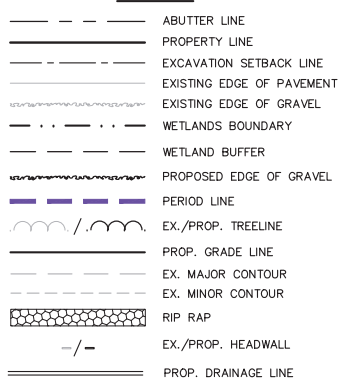 ABUTTER LINE
PROPERTY LINE
EXCAVATION SETBACK LINE
EXISTING EDGE OF PAVEMENT
EXISTING EDGE OF GRAVEL
WETLANDS BOUNDARY
WETLAND BUFFER
PROPOSED EDGE OF GRAVEL
PERIOD LINE
EX./PROP. TREELINE
PROP. GRADE LINE
EX. MAJOR CONTOUR
EX. MINOR CONTOUR
RIP RAP
EX./PROP. HEADWALL
PROP. DRAINAGE LINE